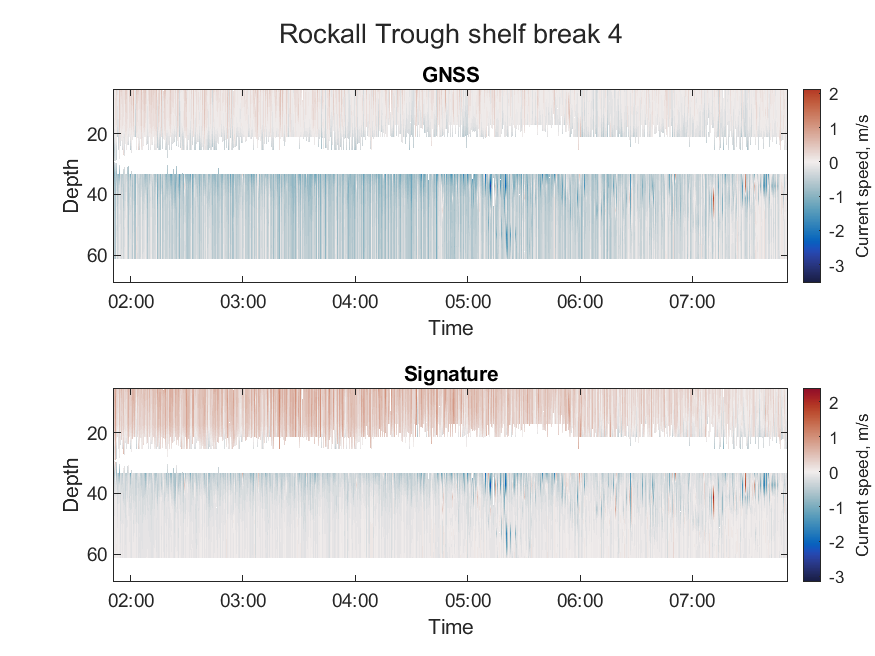 Rockall Trough shelf break 4
GNSS
20
40
60
Depth
02:00 03:00 04:00 05:00 06:00 07:00
Time
2
1
0
-1
-2
-3
Current speed, m/s
Signature
20
40
60
Depth
02:00 03:00 04:00 05:00 06:00 07:00
Time
2
1
0
-1
-2
-3
Current speed, m/s